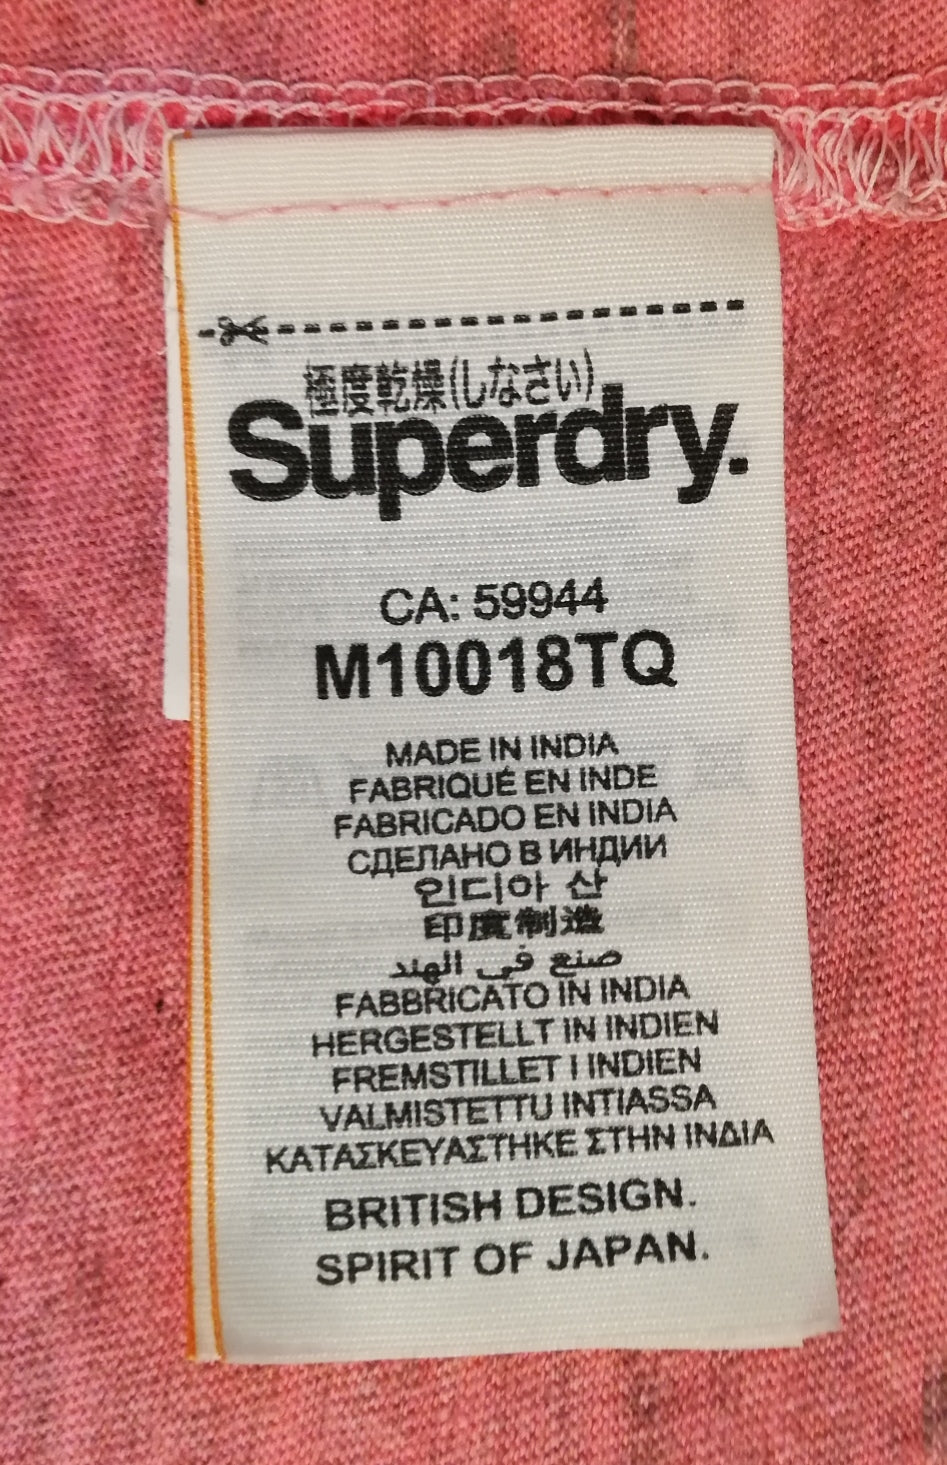 極度乾燥(しなさい)
Superdry.
CA: 59944
M10018TQ
MADE IN INDIA
FABRIQUÉ EN INDE
FABRICADO EN INDIA
СДЕЛАНО В ИНДИИ
인디아 산
印度制造
صنع في الهند
FABBRICATO IN INDIA
HERGESTELLT IN INDIEN
FREMSTILLET I INDIEN
VALMISTETTU INTIASSA
ΚΑΤΑΣΚΕΥΑΣΤΗΚΕ ΣΤΗΝ ΙΝΔΙΑ
BRITISH DESIGN.
SPIRIT OF JAPAN.